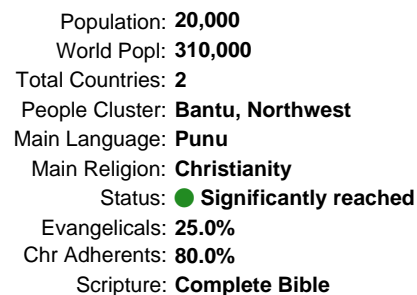 Population: 20,000
World Popl: 310,000
Total Countries: 2
People Cluster: Bantu, Northwest
Main Language: Punu
Main Religion: Christianity
Status: Significantly reached
Evangelicals: 25.0%
Chr Adherents: 80.0%
Scripture: Complete Bible